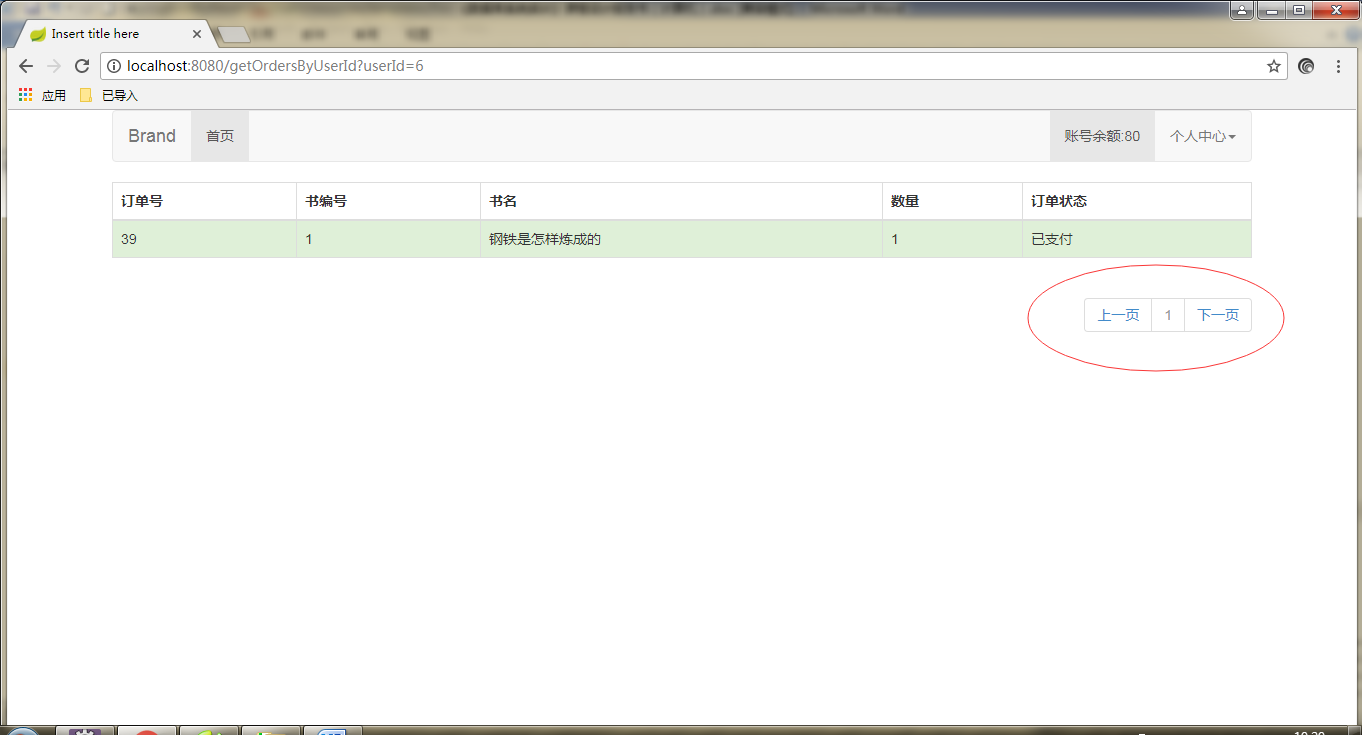 Insert title here
localhost:8080/getOrdersByUserId?userId=6
应用 已导入
Brand 首页 账号余额:80 个人中心
订单号 书编号 书名 数量 订单状态
39 1 钢铁是怎样炼成的 1 已支付
上一页 1 下一页